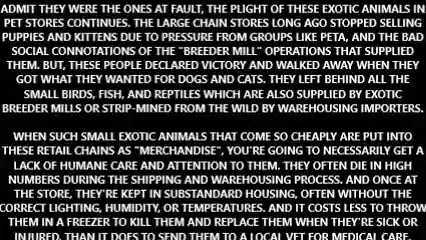 ADMIT THEY WERE THE ONES AT FAULT, THE PLIGHT OF THESE EXOTIC ANIMALS IN
PET STORES CONTINUES. THE LARGE CHAIN STORES LONG AGO STOPPED SELLING
PUPPIES AND KITTENS DUE TO PRESSURE FROM GROUPS LIKE PETA, AND THE BAD
SOCIAL CONNOTATIONS OF THE "BREEDER MILL" OPERATIONS THAT SUPPLIED
THEM. BUT, THESE PEOPLE DECLARED VICTORY AND WALKED AWAY WHEN THEY
GOT WHAT THEY WANTED FOR DOGS AND CATS. THEY LEFT BEHIND ALL THE
SMALL BIRDS, FISH, AND REPTILES WHICH ARE ALSO SUPPLIED BY EXOTIC
BREEDER MILLS OR STRIP-MINED FROM THE WILD BY WAREHOUSING IMPORTERS.
WHEN SUCH SMALL EXOTIC ANIMALS THAT COME SO CHEAPLY ARE PUT INTO
THESE RETAIL CHAINS AS "MERCHANDISE", YOU'RE GOING TO NECESSARILY GET A
LACK OF HUMANE CARE AND ATTENTION TO THEM. THEY OFTEN DIE IN HIGH
NUMBERS DURING THE SHIPPING AND WAREHOUSING PROCESS. AND ONCE AT
THE STORE, THEY'RE KEPT IN SUBSTANDARD HOUSING, OFTEN WITHOUT THE
CORRECT LIGHTING, HUMIDITY, OR TEMPERATURES. AND IT COSTS LESS TO THROW
THEM IN A FREEZER TO KILL THEM AND REPLACE THEM WHEN THEY'RE SICK OR
INJURED, THAN IT DOES TO SEND THEM TO A LOCAL VET FOR MEDICAL CARE.